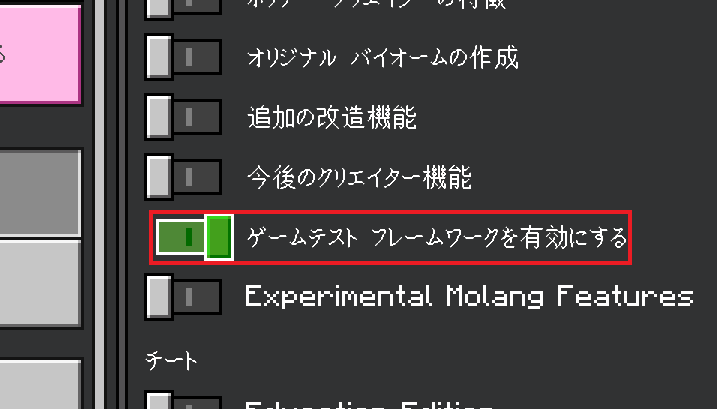 オリジナル バイオームの作成
追加の改造機能
今後のクリエイター機能
ゲームテスト フレームワークを有効にする
Experimental Molang Features
チート
Education Edition